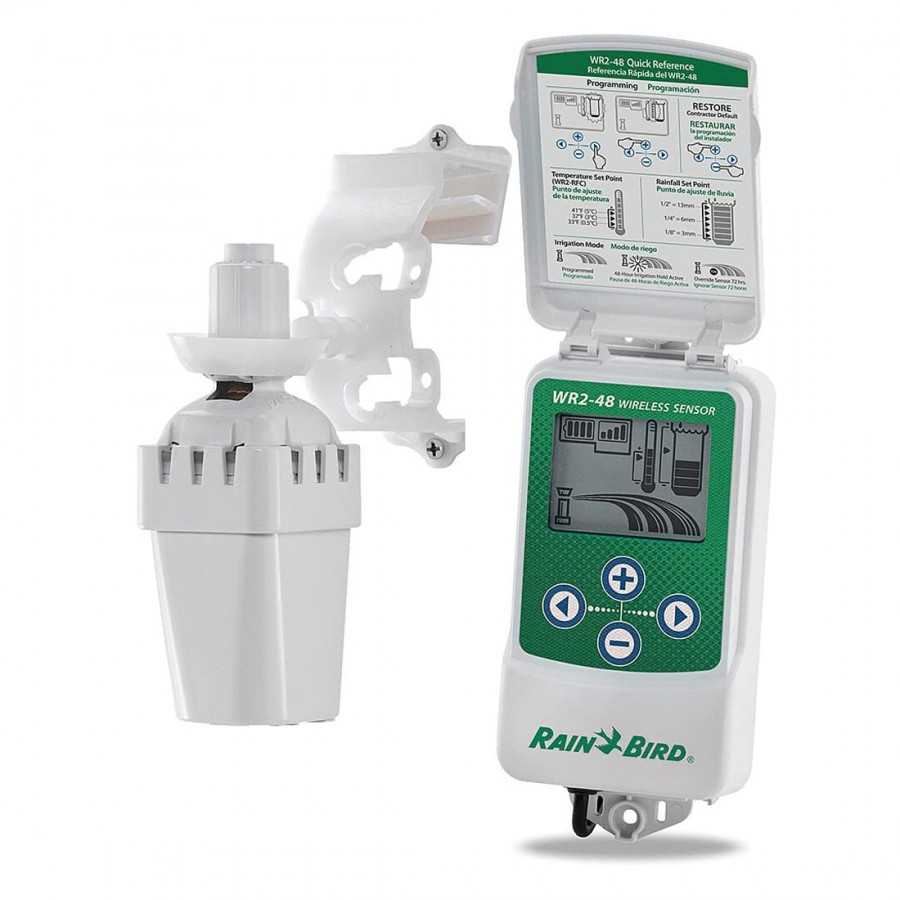 WR2-48 Quick Reference
Referencia Rápida del WR2-48
Programming Programación
RESTORE
Contractor Default
RESTAURAR
la programación
del instalador
Temperature Set Point
(WR2-RFC)
Punto de ajuste
de la temperatura
41°F (5°C)
37°F (3°C)
33°F (0.5°C)
Rainfall Set Point
Punto de ajuste de lluvia
1/2" = 13mm
1/4" = 6mm
1/8" = 3mm
Irrigation Mode Modo de riego
Programmed
Programado
48-Hour Irrigation Hold Active
Pausa de 48-Horas de Riego Activa
Override Sensor 72 hrs.
Ignorar Sensor 72 horas
WR2-48 WIRELESS SENSOR
RAIN BIRD®